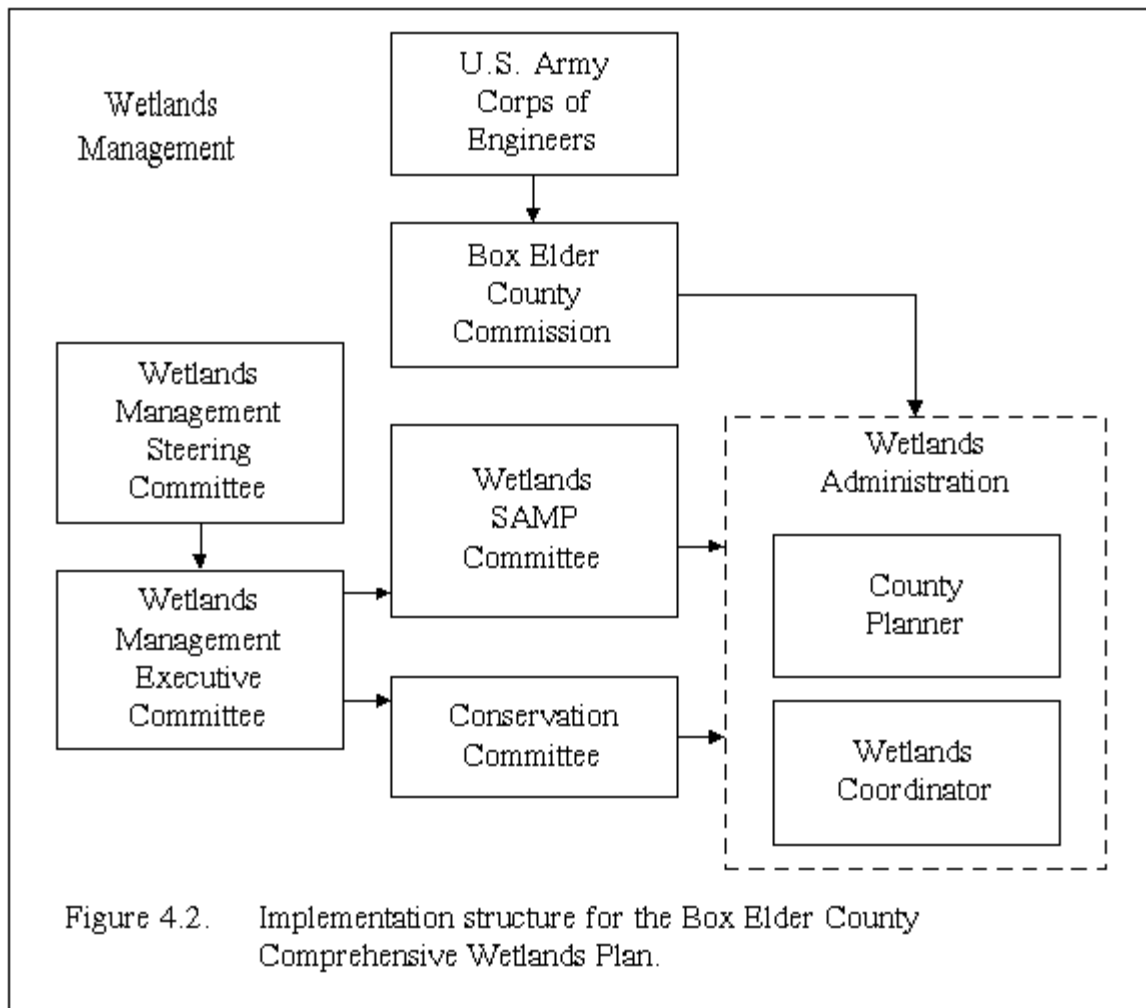 Wetlands
Management
U.S. Army
Corps of
Engineers
Box Elder
County
Commission
Wetlands
Management
Steering
Committee
Wetlands
Management
Executive
Committee
Wetlands
SAMP
Committee
Conservation
Committee
Wetlands
Administration
County
Planner
Wetlands
Coordinator
Figure 4.2. Implementation structure for the Box Elder County
Comprehensive Wetlands Plan.